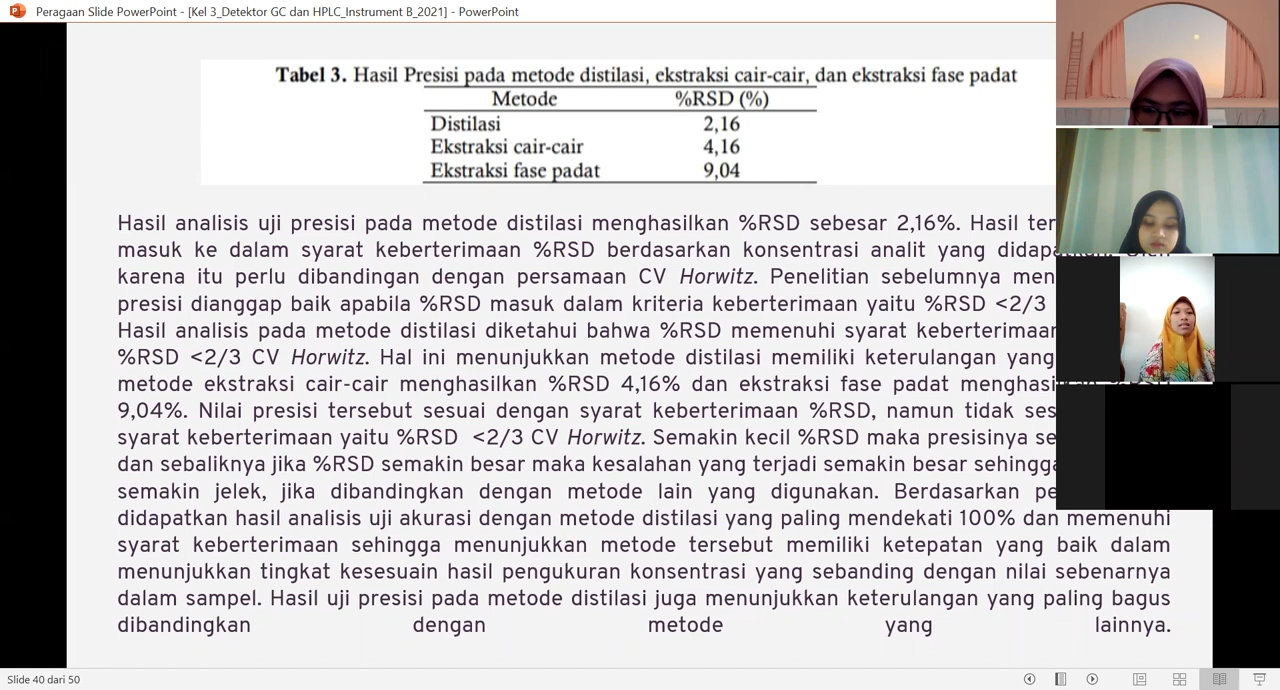 Peragaan Slide PowerPoint - [Kel 3_Detektor GC dan HPLC_Instrument B_2021] - PowerPoint
Tabel 3. Hasil Presisi pada metode distilasi, ekstraksi cair-cair, dan ekstraksi fase padat
Metode %RSD (%)
Distilasi 2,16
Ekstraksi cair-cair 4,16
Ekstraksi fase padat 9,04
Hasil analisis uji presisi pada metode distilasi menghasilkan %RSD sebesar 2,16%. Hasil
masuk ke dalam syarat keberterimaan %RSD berdasarkan konsentrasi analit yang
karena itu perlu dibandingan dengan persamaan CV Horwitz. Penelitian sebelumnya
presisi dianggap baik apabila %RSD masuk dalam kriteria keberterimaan yaitu %RSD <2/3
Hasil analisis pada metode distilasi diketahui bahwa %RSD memenuhi syarat keberterimaan
%RSD <2/3 CV Horwitz. Hal ini menunjukkan metode distilasi memiliki keterulangan yang
metode ekstraksi cair-cair menghasilkan %RSD 4,16% dan ekstraksi fase padat
9,04%. Nilai presisi tersebut sesuai dengan syarat keberterimaan %RSD, namun tidak
syarat keberterimaan yaitu %RSD <2/3 CV Horwitz. Semakin kecil %RSD maka presisinya
dan sebaliknya jika %RSD semakin besar maka kesalahan yang terjadi semakin besar
semakin jelek, jika dibandingkan dengan metode lain yang digunakan. Berdasarkan
didapatkan hasil analisis uji akurasi dengan metode distilasi yang paling mendekati 100% dan memenuhi
syarat keberterimaan sehingga menunjukkan metode tersebut memiliki ketepatan yang baik dalam
menunjukkan tingkat kesesuain hasil pengukuran konsentrasi yang sebanding dengan nilai sebenarnya
dalam sampel. Hasil uji presisi pada metode distilasi juga menunjukkan keterulangan yang paling bagus
dibandingkan dengan metode yang lainnya.
Slide 40 dari 50